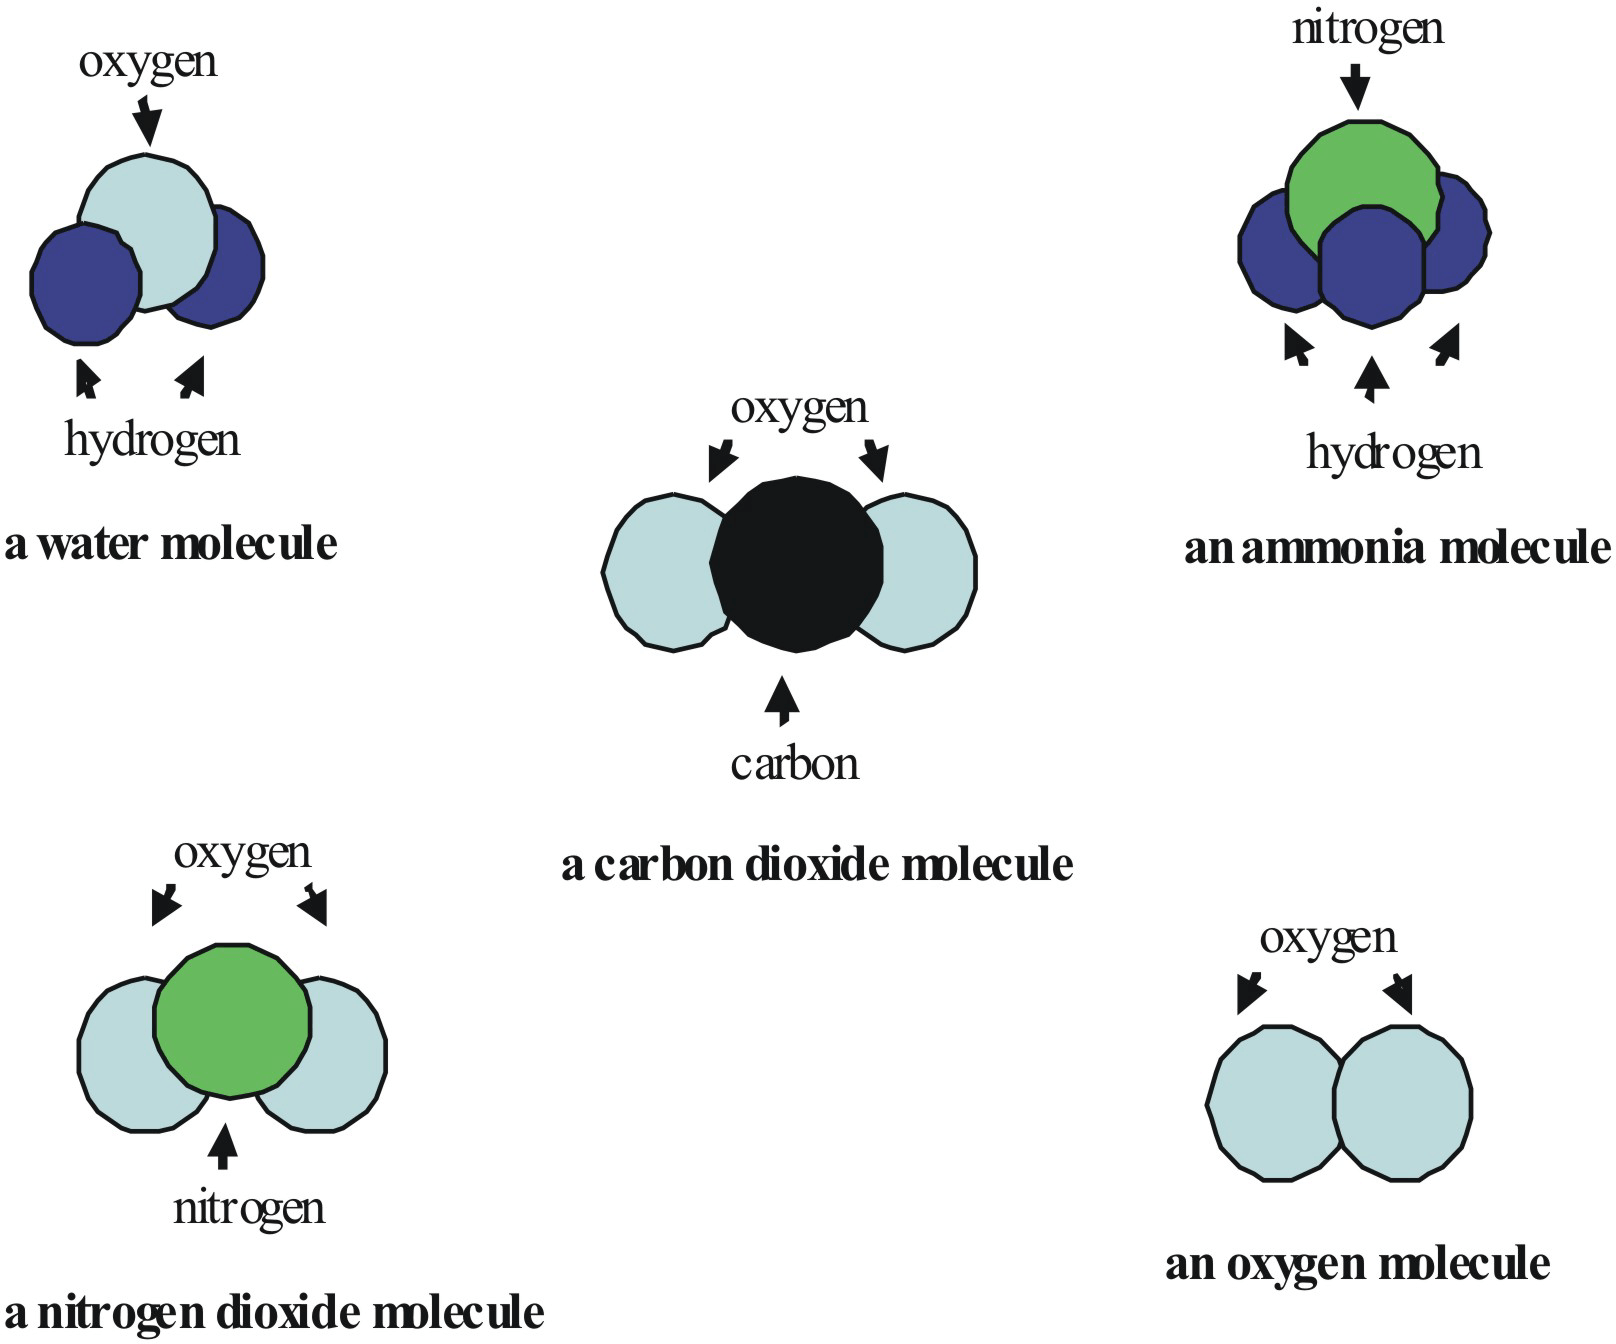 oxygen
hydrogen
a water molecule
nitrogen
hydrogen
an ammonia molecule
oxygen
carbon
a carbon dioxide molecule
oxygen
nitrogen
a nitrogen dioxide molecule
oxygen
an oxygen molecule